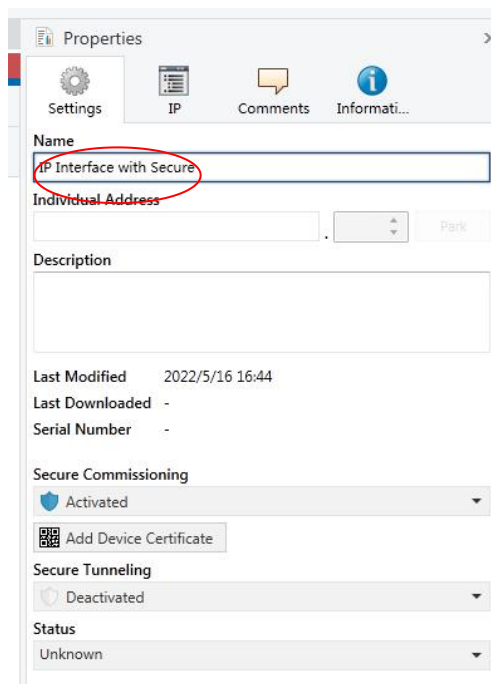 Properties
Settings IP Comments Informati...
Name
IP Interface with Secure
Individual Address
. Park
Description
Last Modified 2022/5/16 16:44
Last Downloaded -
Serial Number -
Secure Commissioning
Activated
Add Device Certificate
Secure Tunneling
Deactivated
Status
Unknown